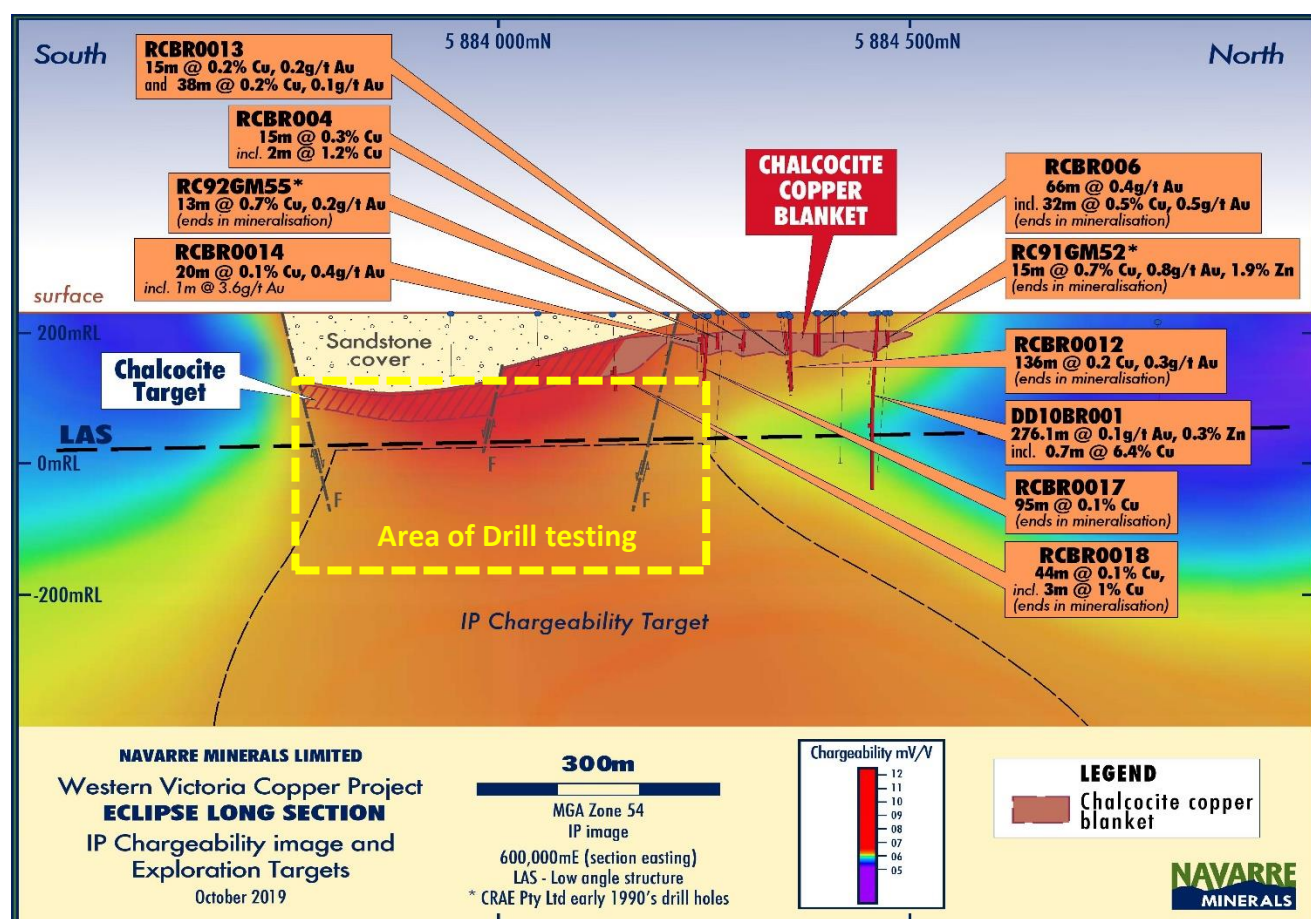 South
5 884 000mN
5 884 500mN
North
RCBR0013
15m @ 0.2% Cu, 0.2g/t Au
and 38m @ 0.2% Cu, 0.1g/t Au
RCBR004
15m @ 0.3% Cu
incl. 2m @ 1.2% Cu
RC92GM55*
13m @ 0.7% Cu, 0.2g/t Au
(ends in mineralisation)
RCBR0014
20m @ 0.1% Cu, 0.4g/t Au
incl. 1m @ 3.6g/t Au
CHALCOCITE
COPPER
BLANKET
RCBR006
66m @ 0.4g/t Au
incl. 32m @ 0.5% Cu, 0.5g/t Au
(ends in mineralisation)
RC91GM52*
15m @ 0.7% Cu, 0.8g/t Au, 1.9% Zn
(ends in mineralisation)
surface
200mRL
Sandstone
cover
Chalcocite
Target
LAS
0mRL
F
F
F
RCBR0012
136m @ 0.2 Cu, 0.3g/t Au
(ends in mineralisation)
DD10BR001
276.1m @ 0.1g/t Au, 0.3% Zn
incl. 0.7m @ 6.4% Cu
RCBR0017
95m @ 0.1% Cu
(ends in mineralisation)
RCBR0018
44m @ 0.1% Cu,
incl. 3m @ 1% Cu
(ends in mineralisation)
Area of Drill testing
-200mRL
IP Chargeability Target
NAVARRE MINERALS LIMITED
Western Victoria Copper Project
ECLIPSE LONG SECTION
IP Chargeability image and
Exploration Targets
October 2019
300m
MGA Zone 54
IP image
600,000mE (section easting)
LAS - Low angle structure
* CRAE Pty Ltd early 1990's drill holes
Chargeability mV/V
12
11
10
09
08
07
06
05
LEGEND
Chalcocite copper
blanket
NAVARRE
MINERALS